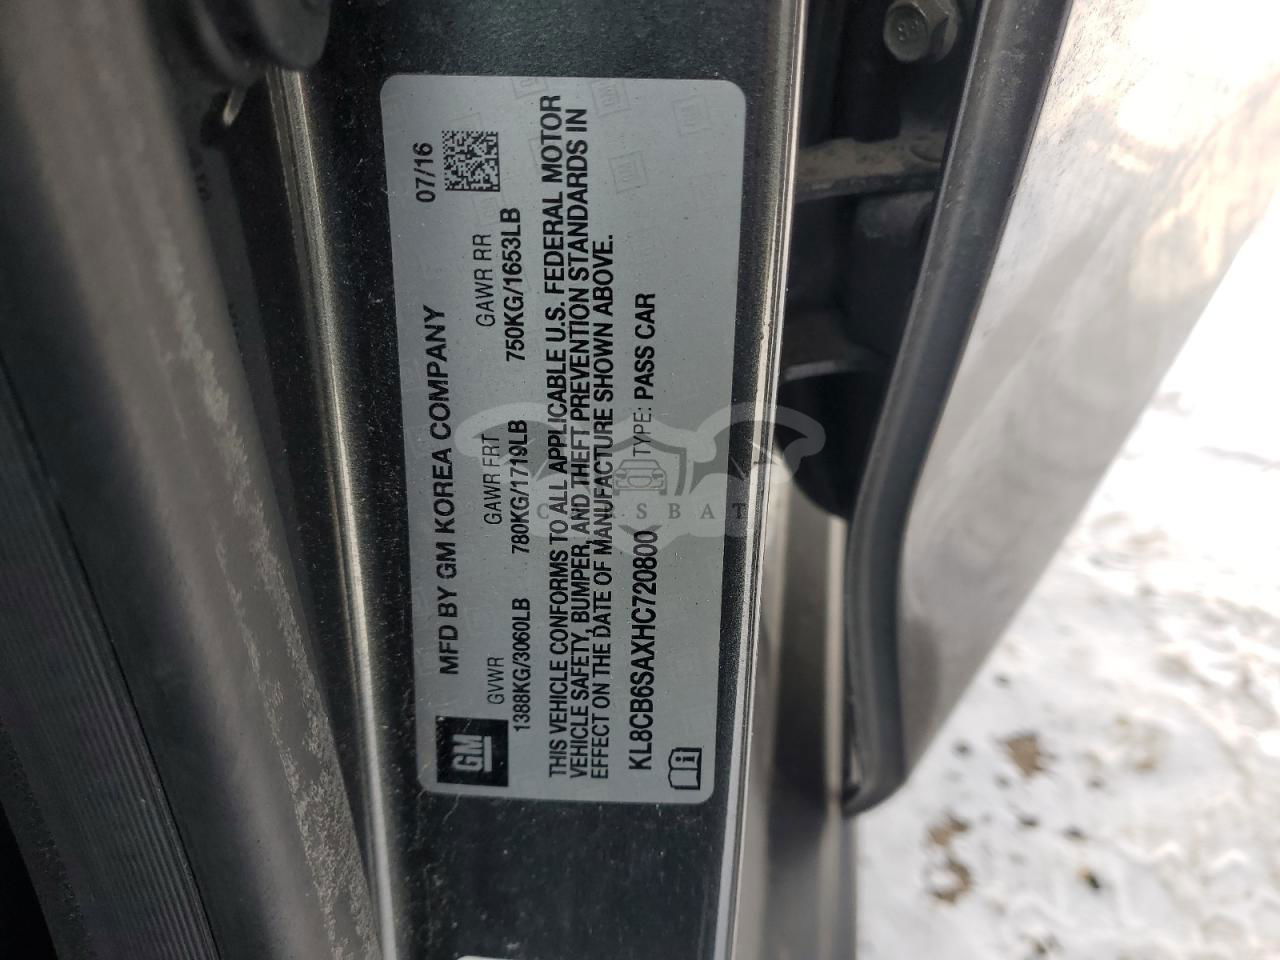 MFD BY GM KOREA COMPANY 07/16
GM
GVWR GAWR FRT GAWR RR
1388KG/3060LB 780KG/1719LB 750KG/1653LB
THIS VEHICLE CONFORMS TO ALL APPLICABLE U.S. FEDERAL MOTOR
VEHICLE SAFETY, BUMPER, AND THEFT PREVENTION STANDARDS IN
EFFECT ON THE DATE OF MANUFACTURE SHOWN ABOVE.
KL8CB6SAXHC720800 TYPE: PASS CAR
CARSBAT